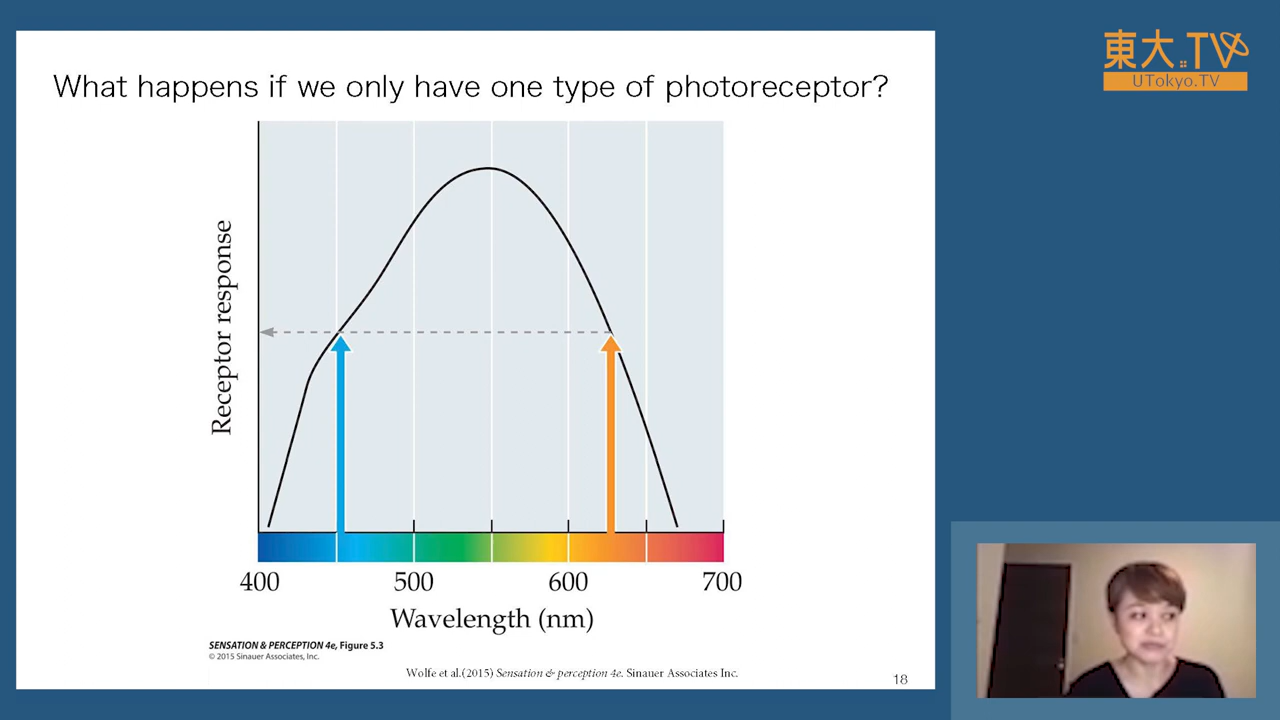 東大.TV
UTokyo.TV
What happens if we only have one type of photoreceptor?
Receptor response
400 500 600 700
Wavelength (nm)
SENSATION & PERCEPTION 4e, Figure 5.3
© 2015 Sinauer Associates, Inc.
Wolfe et al.(2015) Sensation & perception 4e. Sinauer Associates Inc.
18